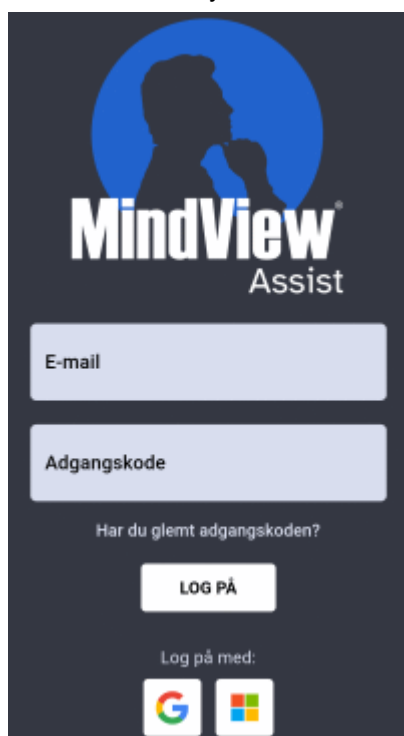 MindView®
Assist
E-mail
Adgangskode
Har du glemt adgangskoden?
LOG PÅ
Log på med: